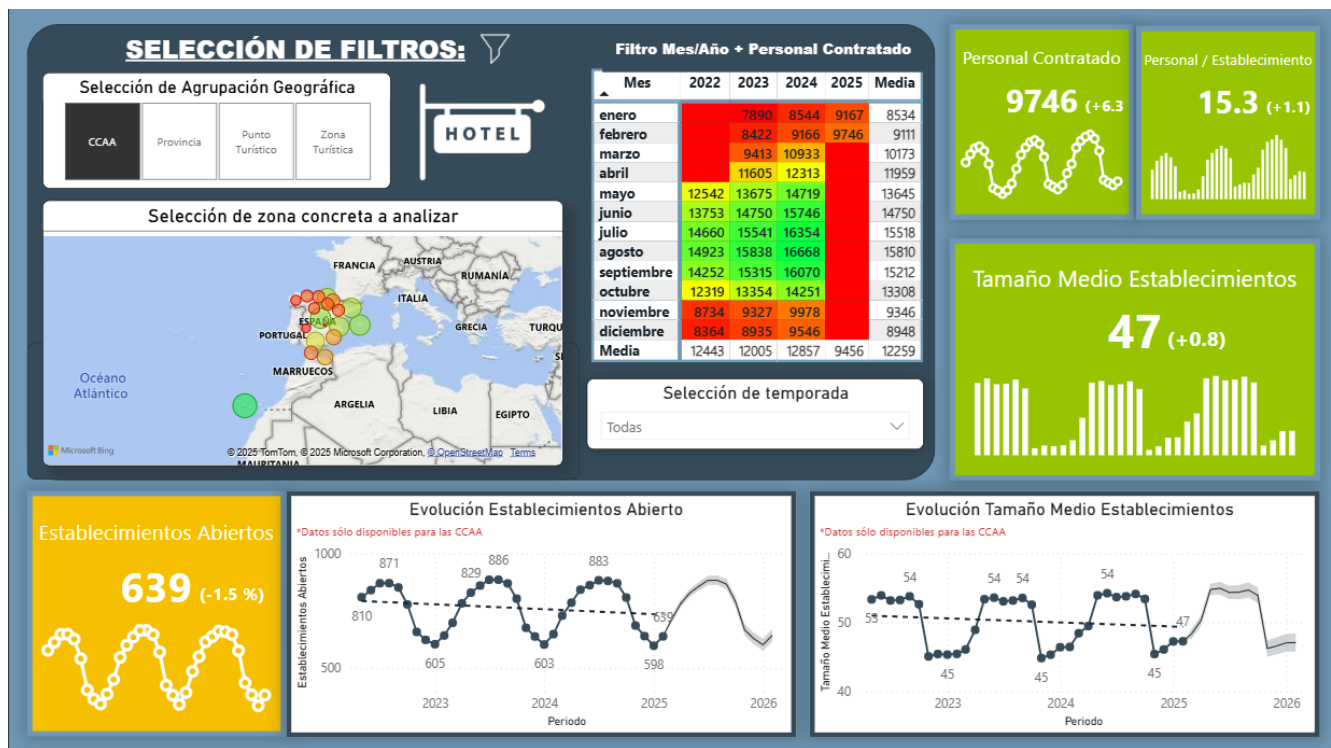 SELECCIÓN DE FILTROS:
Selección de Agrupación Geográfica
CCAA
Provincia
Punto
Turístico
Zona
Turística
HOTEL
Selección de zona concreta a analizar
FRANCIA
AUSTRIA
RUMANÍA
ITALIA
ESPAÑA
PORTUGAL
GRECIA
TURQU
MARRUECOS
Océano
Atlántico
ARGELIA
LIBIA
EGIPTO
Microsoft Bing
© 2025 TomTom, © 2025 Microsoft Corporation, © OpenStreetMap Terms
MAURITANIA
Filtro Mes/Año + Personal Contratado
Mes 2022 2023 2024 2025 Media
enero 7890 8544 9167 8534
febrero 8422 9166 9746 9111
marzo 9413 10933 10173
abril 11605 12313 11959
mayo 12542 13675 14719 13645
junio 13753 14750 15746 14750
julio 14660 15541 16354 15518
agosto 14923 15838 16668 15810
septiembre 14252 15315 16070 15212
octubre 12319 13354 14251 13308
noviembre 8734 9327 9978 9346
diciembre 8364 8935 9546 8948
Media 12443 12005 12857 9456 12259
Selección de temporada
Todas
Personal Contratado
9746 (+6.3
Personal / Establecimiento
15.3 (+1.1)
Tamaño Medio Establecimientos
47 (+0.8)
Establecimientos Abiertos
639 (-1.5 %)
Evolución Establecimientos Abierto
*Datos sólo disponibles para las CCAA
Establecimientos Abiertos
1000
500
810
871
605
829
886
603
883
598
639
2023
2024
2025
2026
Periodo
Evolución Tamaño Medio Establecimientos
*Datos sólo disponibles para las CCAA
Tamaño Medio Establecimi...
60
50
40
53
54
45
54
54
45
54
45
47
2023
2024
2025
2026
Periodo